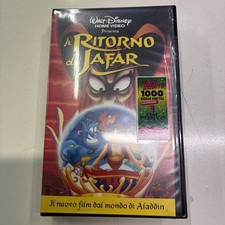 WALT DISNEY
HOME VIDEO
Presenta
IL RITORNO
DI JAFAR
1000
Il nuovo film dal mondo di Aladdin